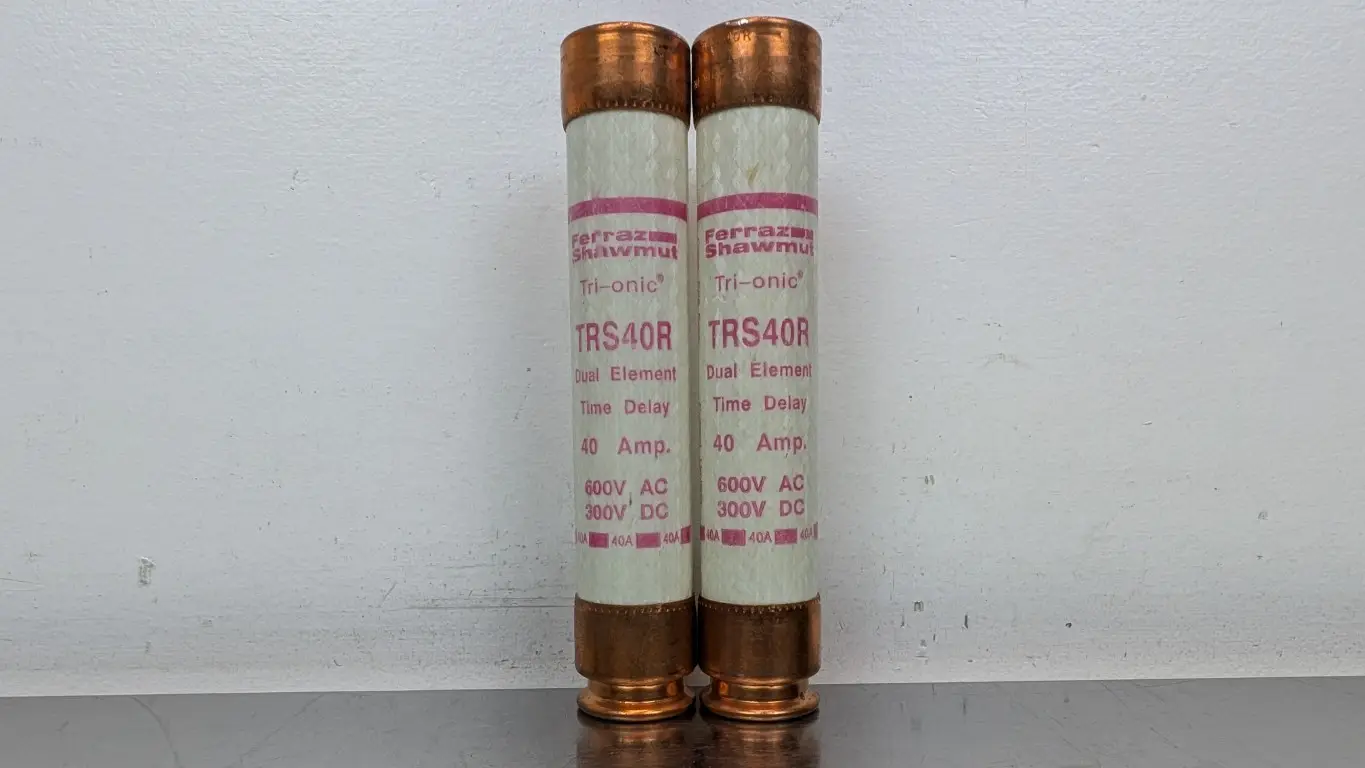 Ferraz
Shawmut
Tri-onic®
TRS40R
Dual Element
Time Delay
40 Amp.
600V AC
300V DC
40A 40A 40A
Ferraz
Shawmut
Tri-onic®
TRS40R
Dual Element
Time Delay
40 Amp.
600V AC
300V DC
40A 40A 40A